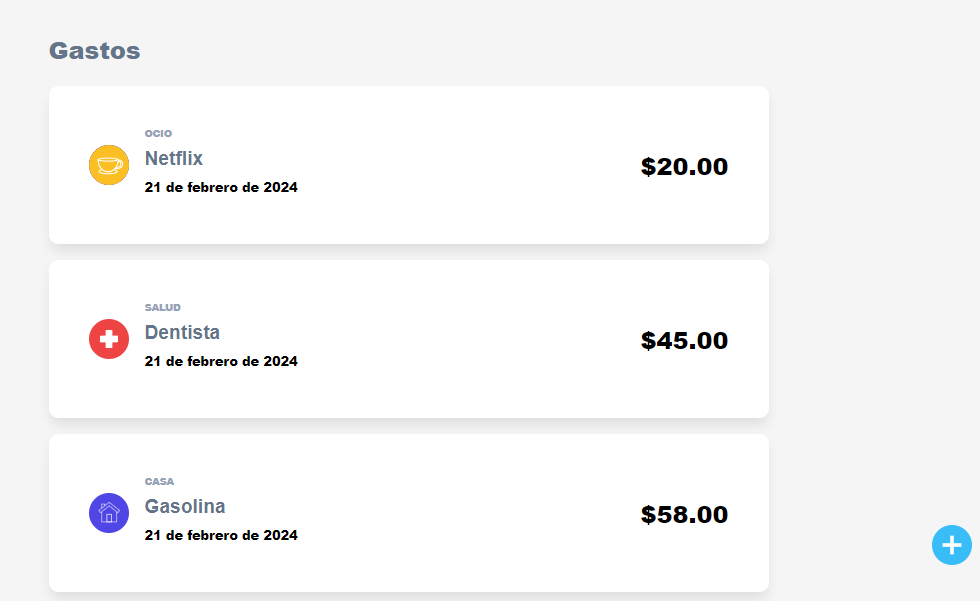 Gastos
OCIO
Netflix
21 de febrero de 2024
$20.00
SALUD
Dentista
21 de febrero de 2024
$45.00
CASA
Gasolina
21 de febrero de 2024
$58.00